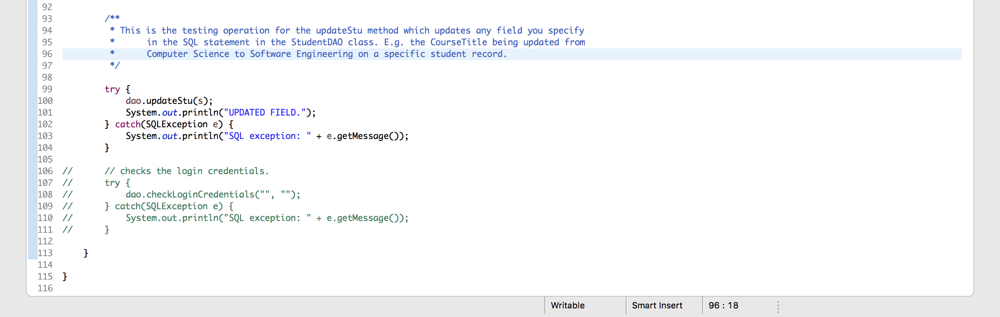 92
93 /**
94 * This is the testing operation for the updateStu method which updates any field you specify
95 * in the SQL statement in the StudentDAO class. E.g. the CourseTitle being updated from
96 * Computer Science to Software Engineering on a specific student record.
97 */
98
99 try {
100 dao.updateStu(s);
101 System.out.println("UPDATED FIELD.");
102 } catch(SQLException e) {
103 System.out.println("SQL exception: " + e.getMessage());
104 }
105
106 // // checks the login credentials.
107 // try {
108 // dao.checkLoginCredentials("", "");
109 // } catch(SQLException e) {
110 // System.out.println("SQL exception: " + e.getMessage());
111 // }
112
113 }
114
115 }
116
Writable Smart Insert 96 : 18